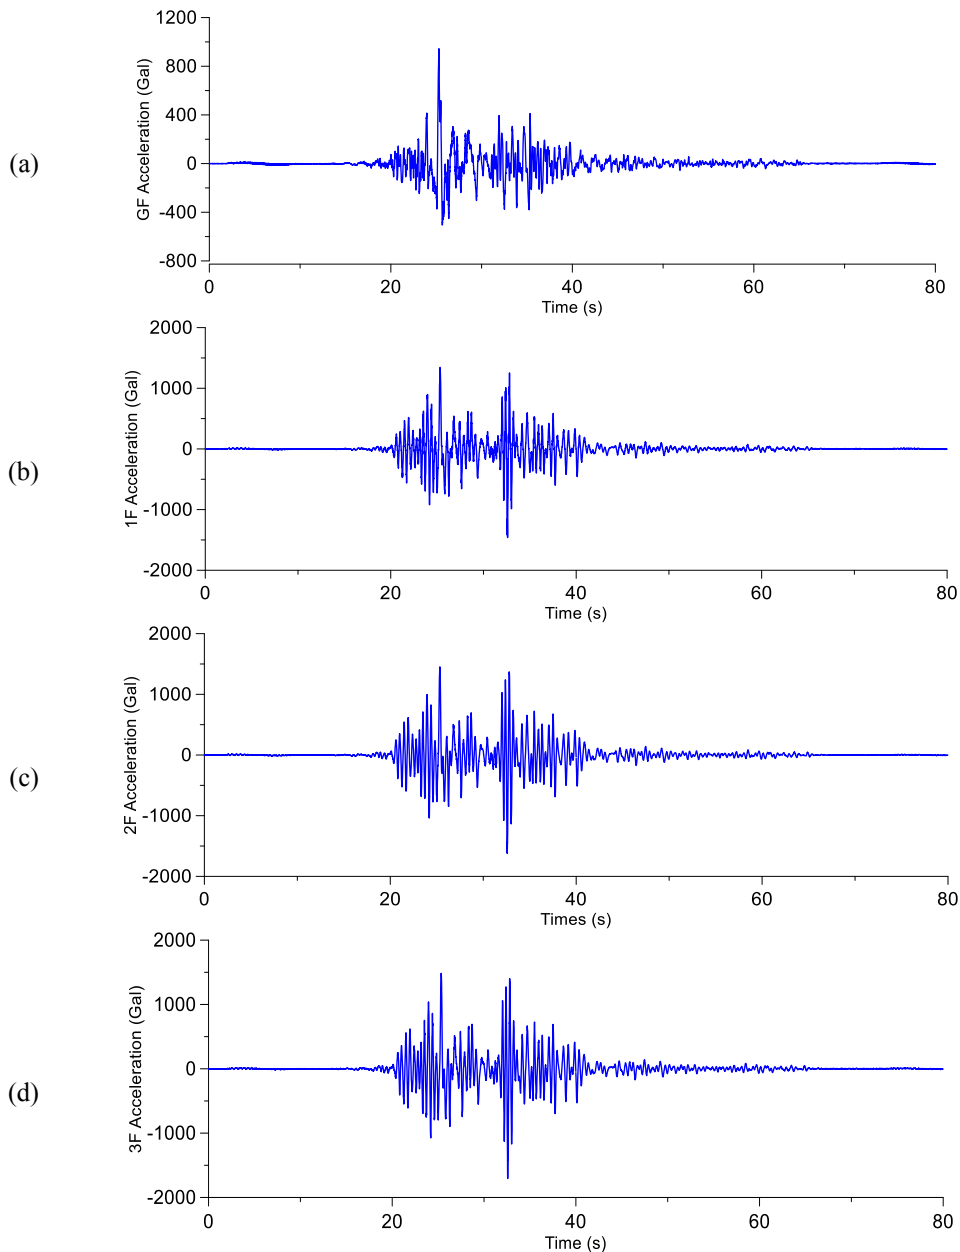 (a)
GF Acceleration (Gal)
1200
800
400
0
-400
-800
0 20 40 60 80
Time (s)
(b)
1F Acceleration (Gal)
2000
1000
0
-1000
-2000
0 20 40 60 80
Time (s)
(c)
2F Acceleration (Gal)
2000
1000
0
-1000
-2000
0 20 40 60 80
Times (s)
(d)
3F Acceleration (Gal)
2000
1000
0
-1000
-2000
0 20 40 60 80
Time (s)